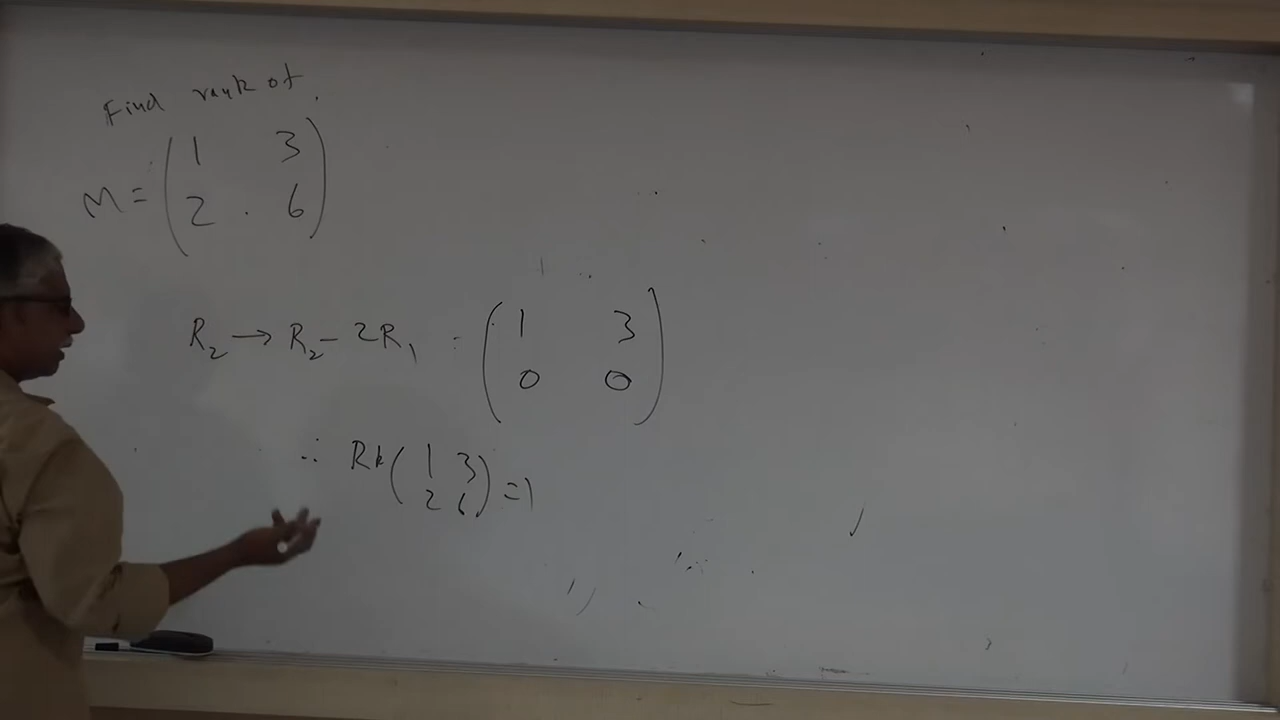 Find rank of
M = ( 1 3
2 6 )
R₂ → R₂ - 2R₁ : ( 1 3
0 0 )
∴ Rk ( 1 3
2 6 ) = 1